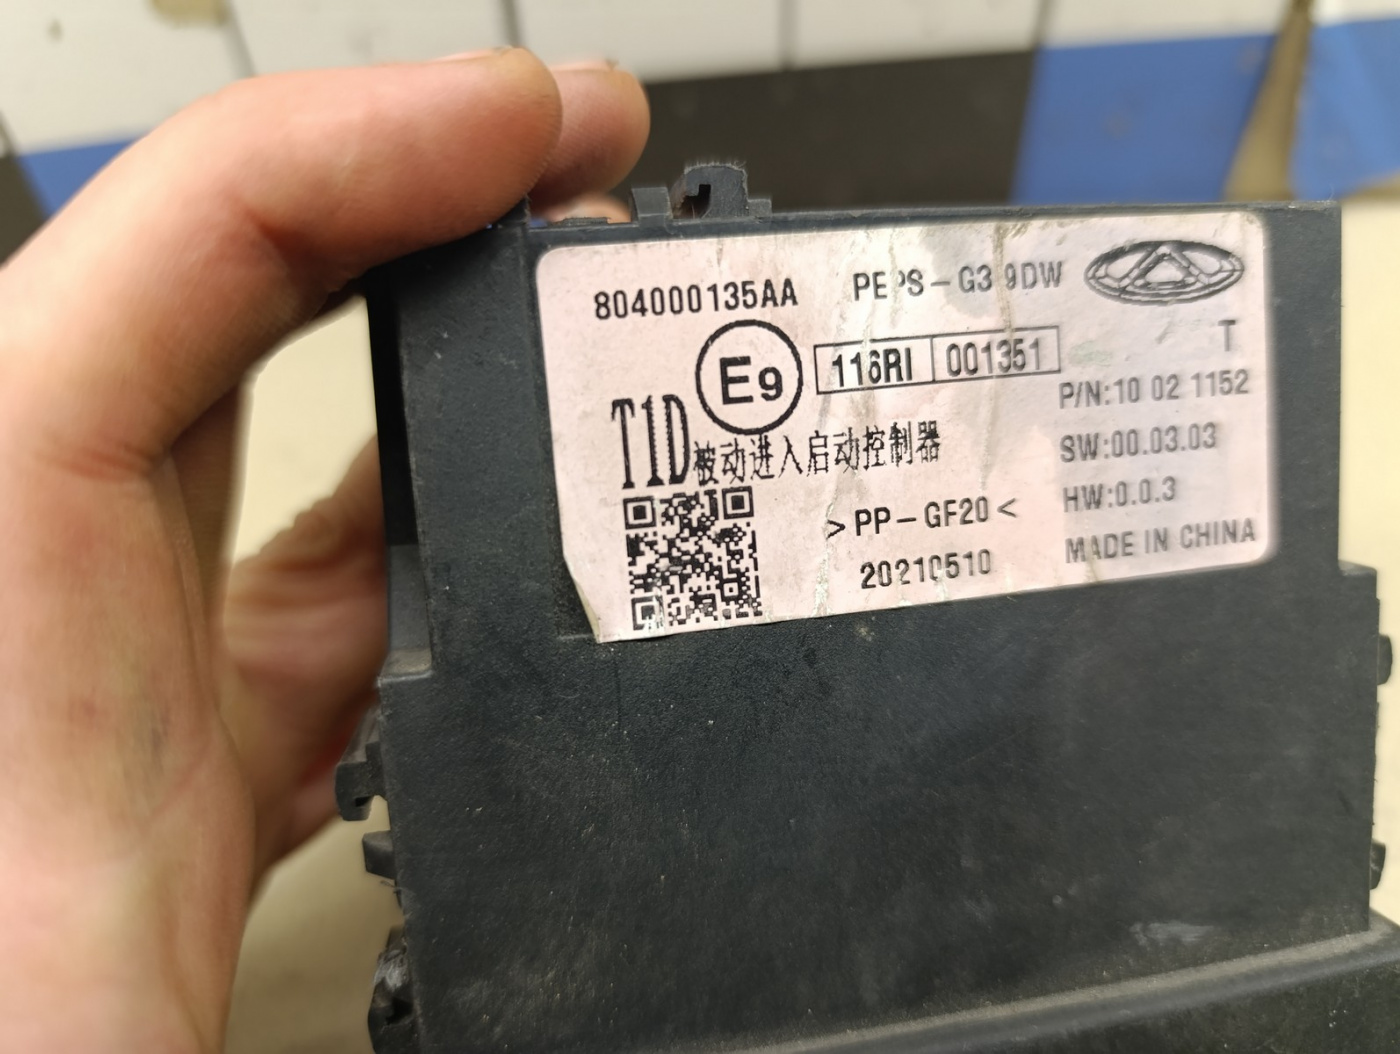 804000135AA PEPS-G3 9DW
E9 116RI 001351
T
T1D被动进入启动控制器
P/N:10 02 1152
SW:00.03.03
HW:0.0.3
>PP-GF20<
20210510
MADE IN CHINA